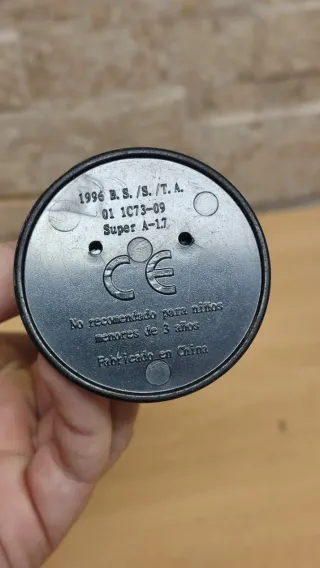 1996 B.S./S./T.A.
01 1C73-09
Super A-17
CE
No recomendado para niños
menores de 3 años
Fabricado en China